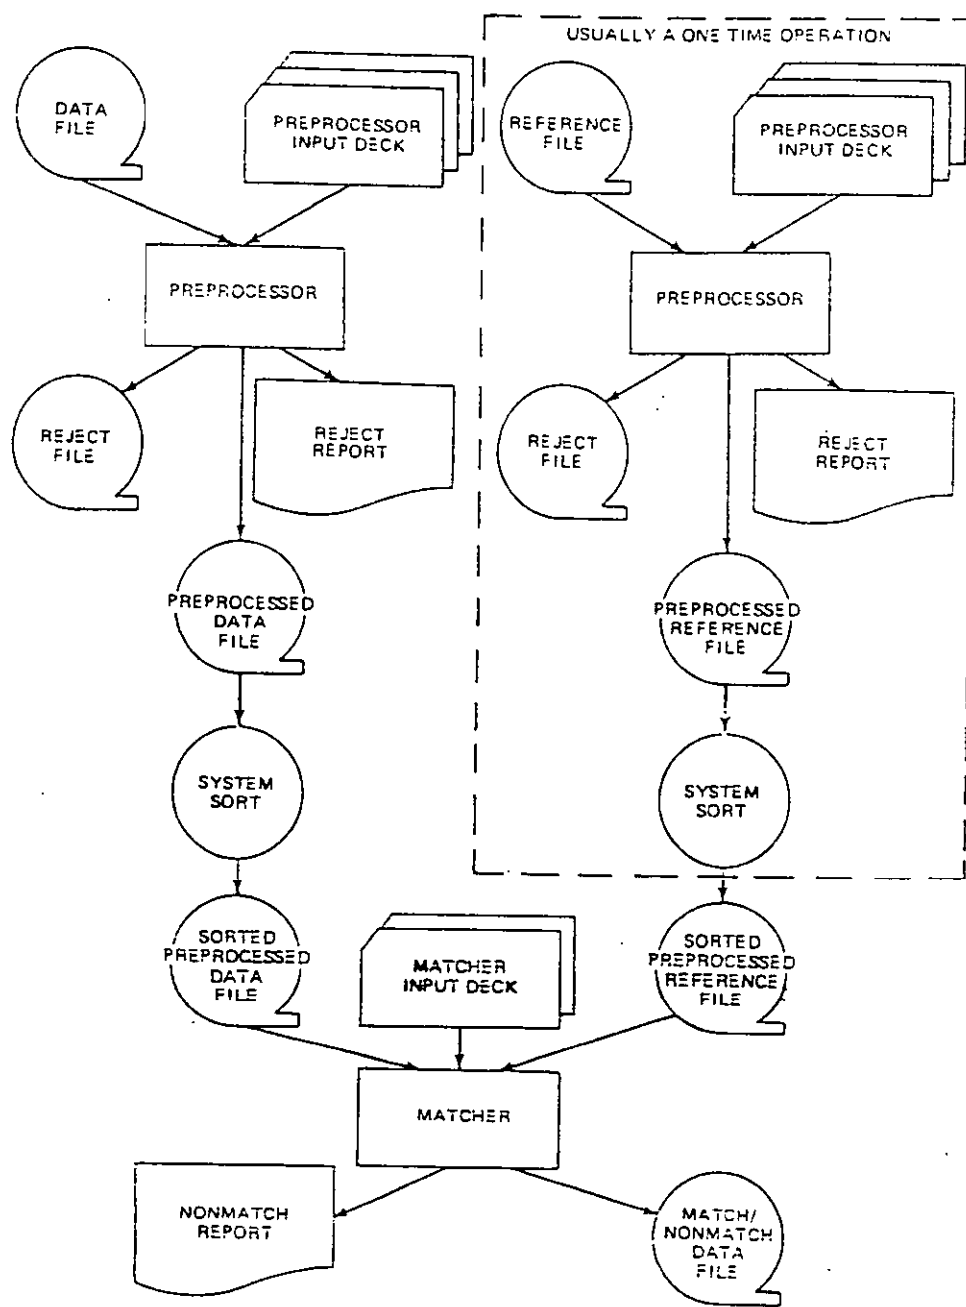 USUALLY A ONE TIME OPERATION
DATA
FILE
PREPROCESSOR
INPUT DECK
REFERENCE
FILE
PREPROCESSOR
INPUT DECK
PREPROCESSOR
PREPROCESSOR
REJECT
FILE
REJECT
REPORT
REJECT
FILE
REJECT
REPORT
PREPROCESSED
DATA
FILE
PREPROCESSED
REFERENCE
FILE
SYSTEM
SORT
SYSTEM
SORT
SORTED
PREPROCESSED
DATA
FILE
MATCHER
INPUT DECK
SORTED
PREPROCESSED
REFERENCE
FILE
MATCHER
NONMATCH
REPORT
MATCH/
NONMATCH
DATA
FILE